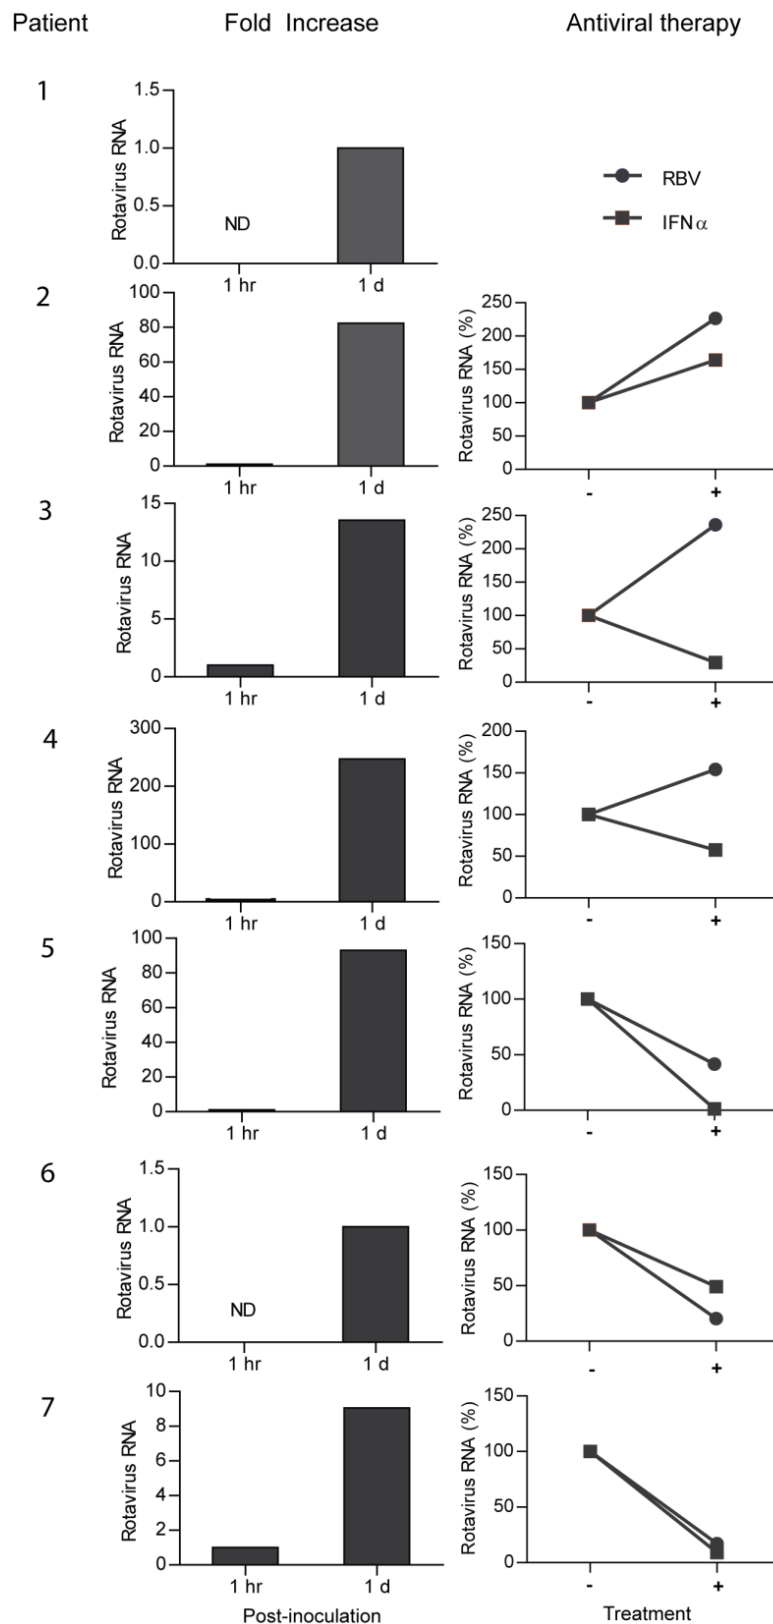 Patient Fold Increase Antiviral therapy
1
Rotavirus RNA
1.5
1.0
0.5
0.0
ND
1 hr 1 d
RBV
IFNα
2
Rotavirus RNA
100
80
60
40
20
0
1 hr 1 d
Rotavirus RNA (%)
250
200
150
100
50
0
- +
3
Rotavirus RNA
15
10
5
0
1 hr 1 d
Rotavirus RNA (%)
250
200
150
100
50
0
- +
4
Rotavirus RNA
300
200
100
0
1 hr 1 d
Rotavirus RNA (%)
200
150
100
50
0
- +
5
Rotavirus RNA
100
80
60
40
20
0
1 hr 1 d
Rotavirus RNA (%)
150
100
50
0
- +
6
Rotavirus RNA
1.5
1.0
0.5
0.0
ND
1 hr 1 d
Rotavirus RNA (%)
150
100
50
0
- +
7
Rotavirus RNA
10
8
6
4
2
0
1 hr 1 d
Post-inoculation
Rotavirus RNA (%)
150
100
50
0
- +
Treatment